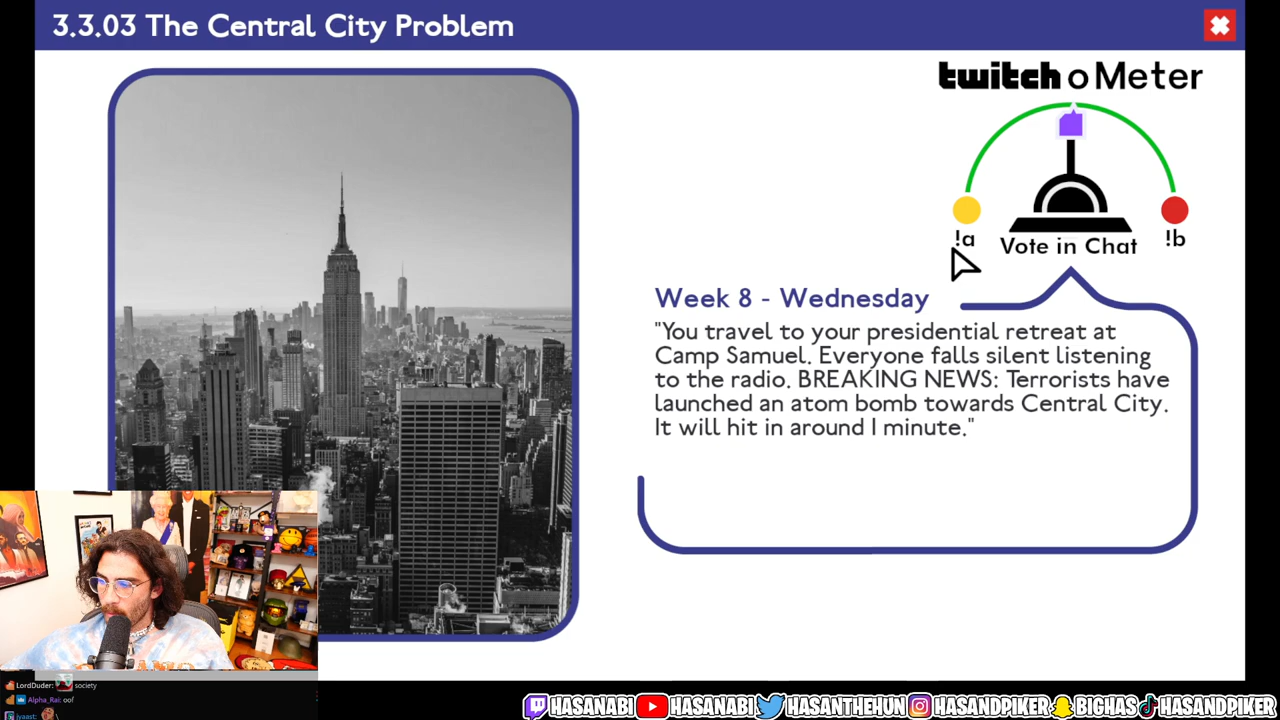 3.3.03 The Central City Problem
twitch o Meter
!a
Vote in Chat
!b
Week 8 - Wednesday
"You travel to your presidential retreat at
Camp Samuel. Everyone falls silent listening
to the radio. BREAKING NEWS: Terrorists have
launched an atom bomb towards Central City.
It will hit in around 1 minute."
LordDuder: society
Alpha_Rai: oof
jyaast:
HASANABI HASANABI HASANTHEHUN HASANDPIKER BIGHAS HASANDPIKER